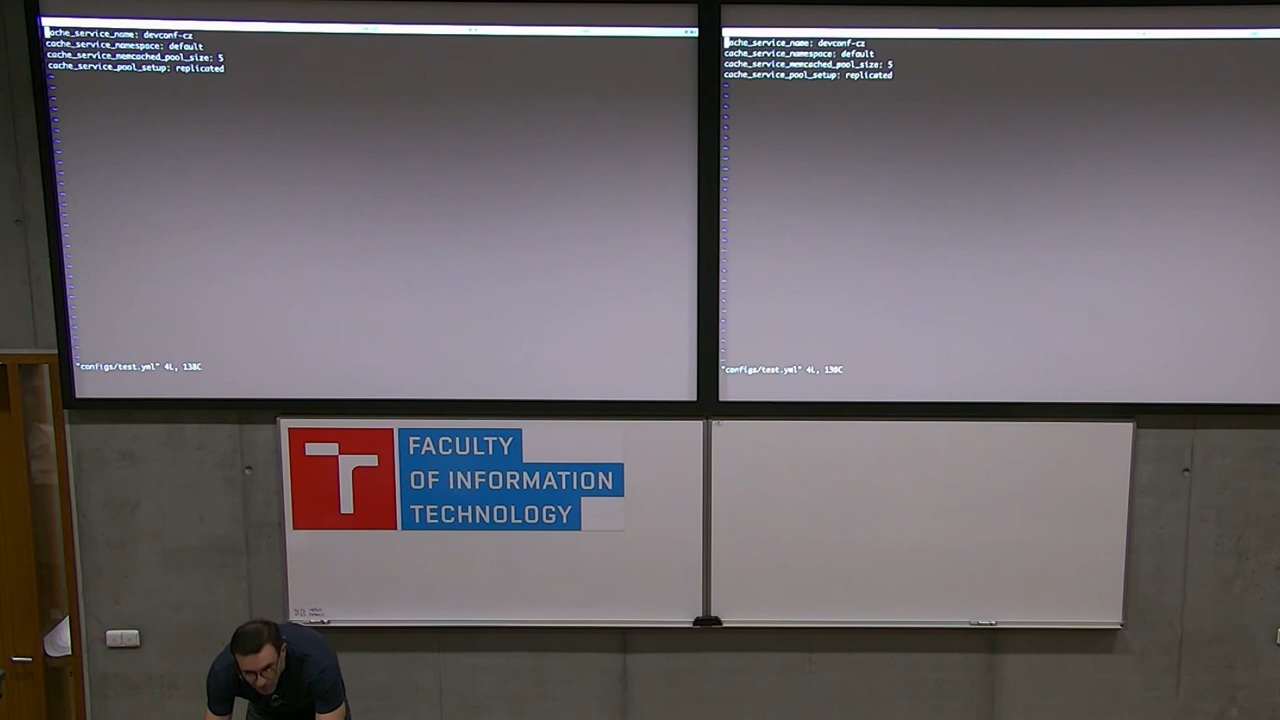 cache_service_name: devconf-cz
cache_service_namespace: default
cache_service_memcached_pool_size: 5
cache_service_pool_setup: replicated
"configs/test.yml" 4L, 138C
cache_service_name: devconf-cz
cache_service_namespace: default
cache_service_memcached_pool_size: 5
cache_service_pool_setup: replicated
"configs/test.yml" 4L, 138C
FACULTY
OF INFORMATION
TECHNOLOGY